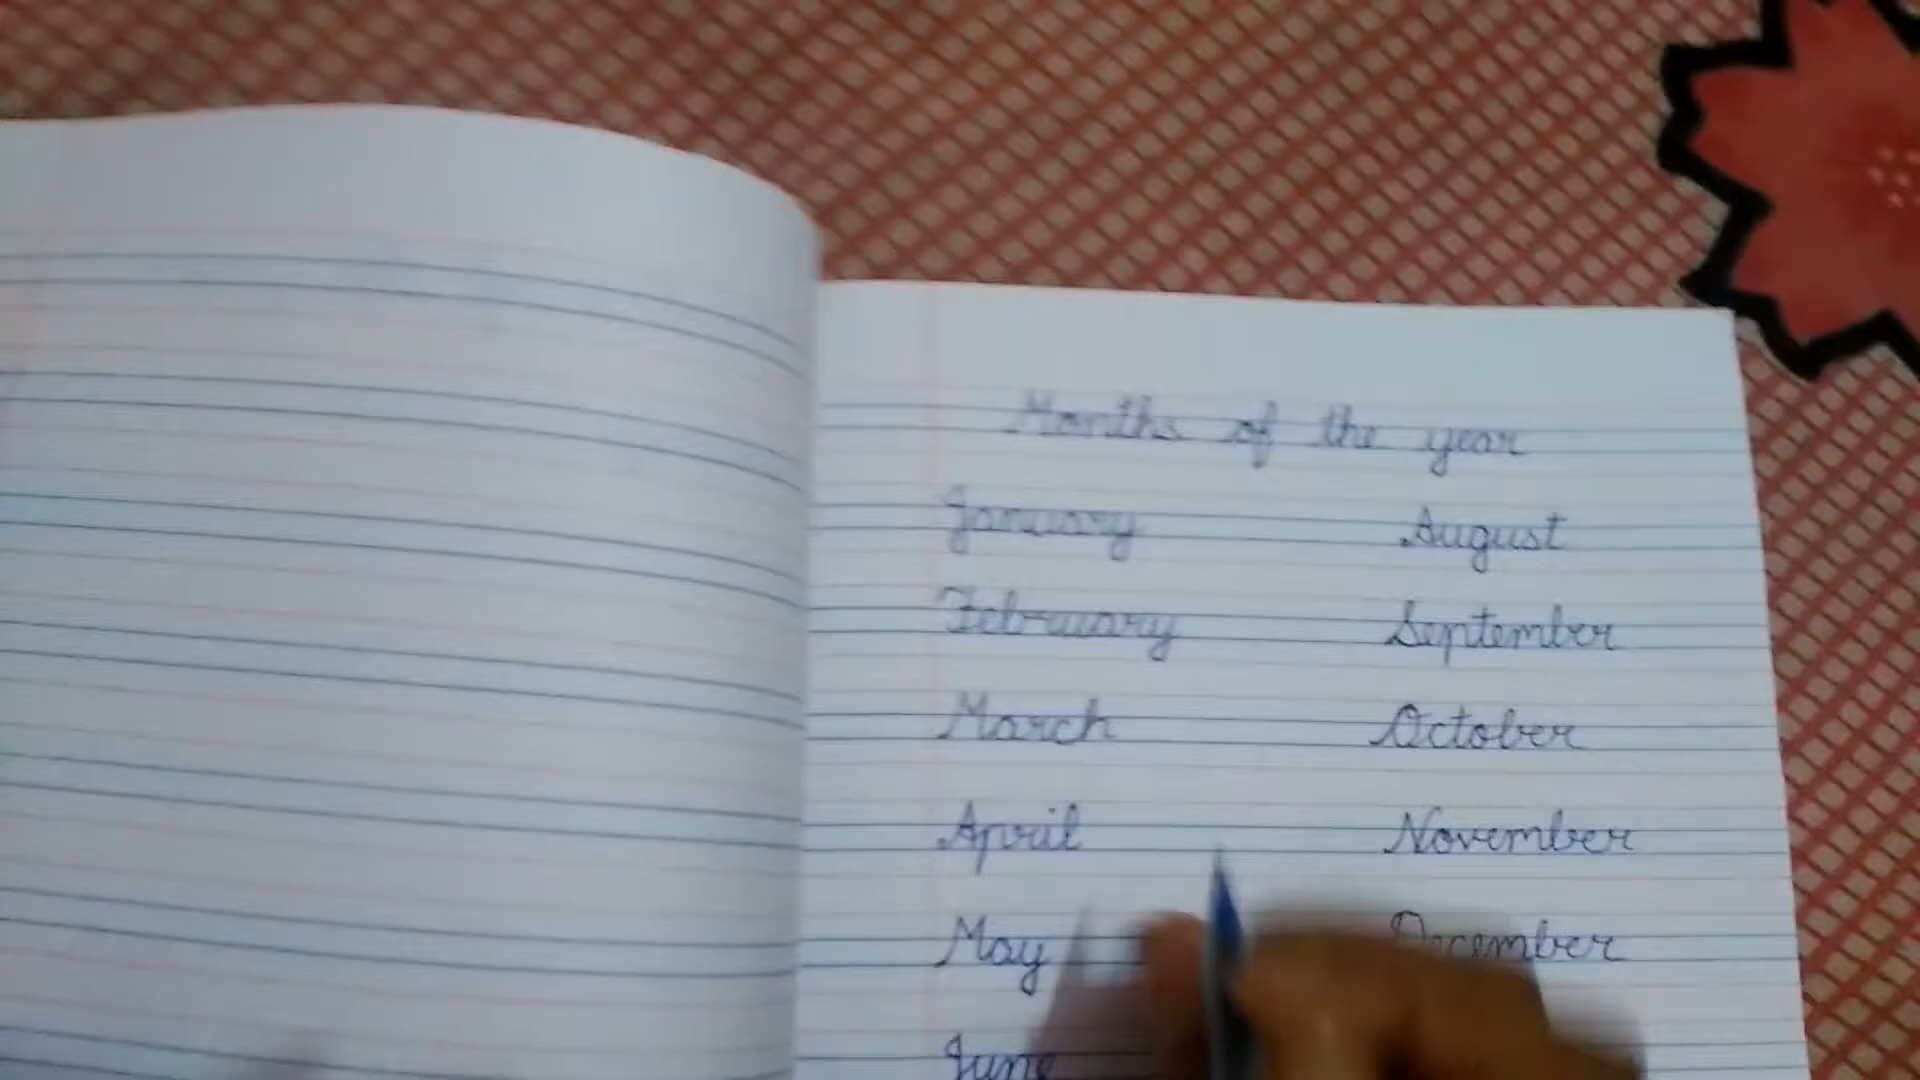 Months of the year
January August
February September
March October
April November
May December
June